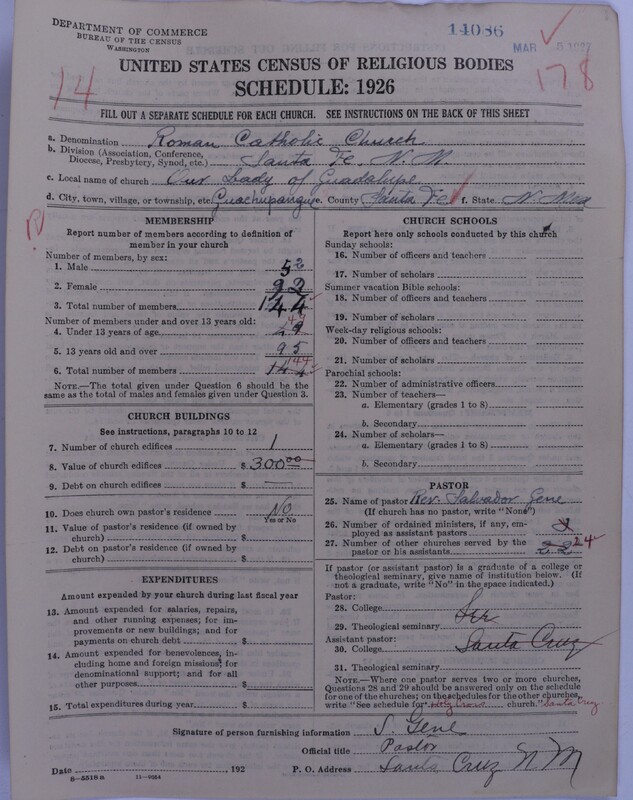 DEPARTMENT OF COMMERCE
BUREAU OF THE CENSUS
WASHINGTON
14086
MAR 5 1927
UNITED STATES CENSUS OF RELIGIOUS BODIES
SCHEDULE: 1926
14
178
FILL OUT A SEPARATE SCHEDULE FOR EACH CHURCH. SEE INSTRUCTIONS ON THE BACK OF THIS SHEET
a. Denomination Roman Catholic Church
b. Division (Association, Conference, Diocese, Presbytery, Synod, etc.) Santa Fe, N. M
c. Local name of church Our Lady of Guadalupe
d. City, town, village, or township, etc. Guachupangue. County Santa Fe f. State N. Mex
MEMBERSHIP
Report number of members according to definition of
member in your church
Number of members, by sex:
1. Male 52
2. Female 92
3. Total number of members 144
Number of members under and over 13 years old:
4. Under 13 years of age 49
5. 13 years old and over 95
6. Total number of members 144
144
NOTE.—The total given under Question 6 should be the
same as the total of males and females given under Question 3.
CHURCH BUILDINGS
See instructions, paragraphs 10 to 12
7. Number of church edifices 1
8. Value of church edifices $ 300.00
9. Debt on church edifices $ —
10. Does church own pastor's residence No
Yes or No
11. Value of pastor's residence (if owned by
church) $
12. Debt on pastor's residence (if owned by
church) $
EXPENDITURES
Amount expended by your church during last fiscal year
13. Amount expended for salaries, repairs,
and other running expenses; for im-
provements or new buildings; and for
payments on church debt $
14. Amount expended for benevolences, in-
cluding home and foreign missions; for
denominational support; and for all
other purposes $
15. Total expenditures during year $
CHURCH SCHOOLS
Report here only schools conducted by this church
Sunday schools:
16. Number of officers and teachers
17. Number of scholars
Summer vacation Bible schools:
18. Number of officers and teachers
19. Number of scholars
Week-day religious schools:
20. Number of officers and teachers
21. Number of scholars
Parochial schools:
22. Number of administrative officers
23. Number of teachers—
a. Elementary (grades 1 to 8)
b. Secondary
24. Number of scholars—
a. Elementary (grades 1 to 8)
b. Secondary
PASTOR
25. Name of pastor Rev. Salvador Gene
(If church has no pastor, write "None")
26. Number of ordained ministers, if any, em-
ployed as assistant pastors
27. Number of other churches served by the
pastor or his assistants 22 24
If pastor (or assistant pastor) is a graduate of a college or
theological seminary, give name of institution below. (If
not a graduate, write "No" in the space indicated.)
Pastor:
28. College
29. Theological seminary See
Assistant pastor:
30. College Santa Cruz
31. Theological seminary
NOTE.—Where one pastor serves two or more churches,
Questions 28 and 29 should be answered only on the schedule
for one of the churches; on the schedules for the other churches,
write "See schedule for Holy Cross church." Santa Cruz.
Signature of person furnishing information S. Gene
Official title Pastor
Date , 192 P. O. Address Santa Cruz N M
8—5518 a 11—9054